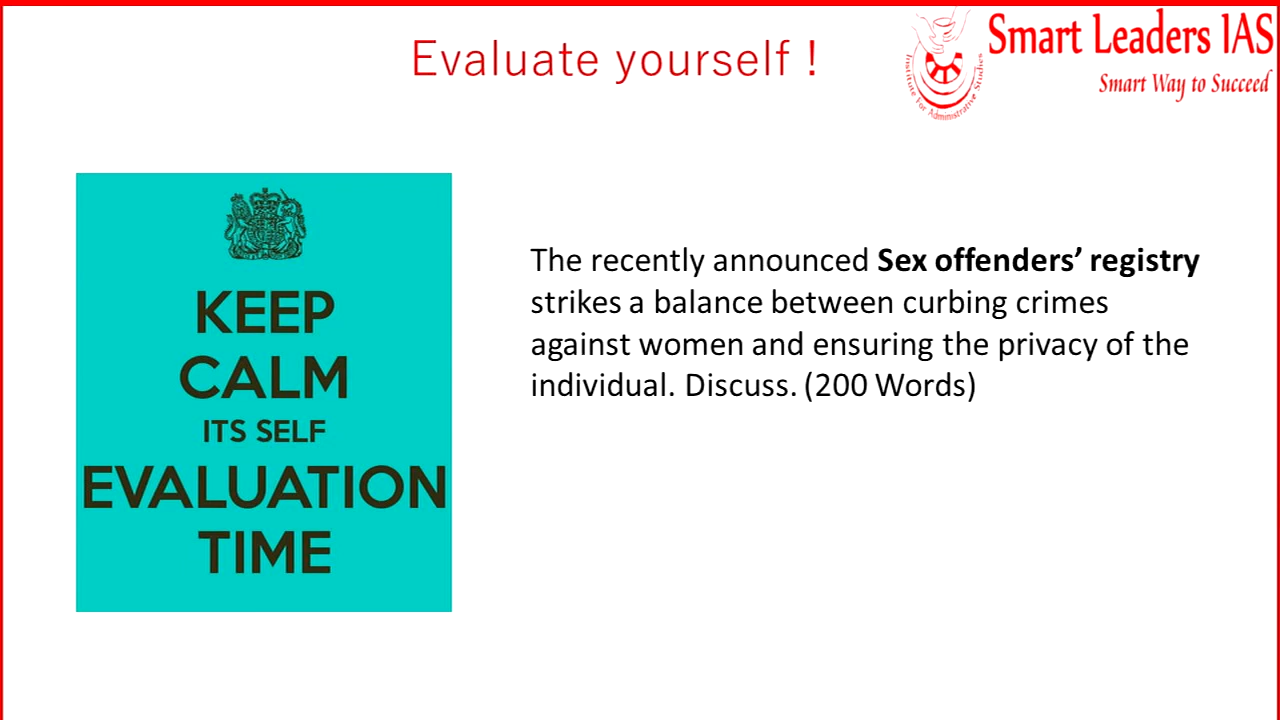 Evaluate yourself !
Smart Leaders IAS
Smart Way to Succeed
Institute For Administrative Studies
KEEP
CALM
ITS SELF
EVALUATION
TIME
The recently announced Sex offenders’ registry
strikes a balance between curbing crimes
against women and ensuring the privacy of the
individual. Discuss. (200 Words)